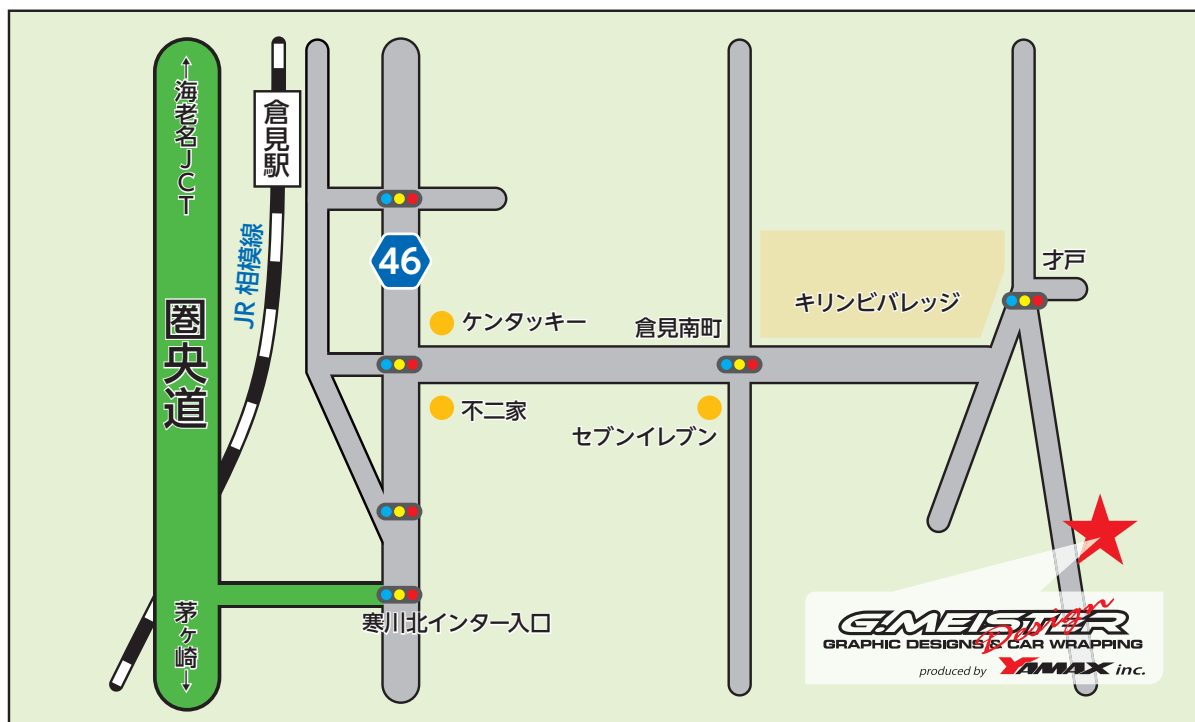 ←海老名JCT
圏央道
茅ヶ崎→
倉見駅
JR相模線
46
ケンタッキー
不二家
倉見南町
セブンイレブン
キリンビバレッジ
才戸
寒川北インター入口
G.MEISTER
Design
GRAPHIC DESIGNS & CAR WRAPPING
produced by YAMAX inc.